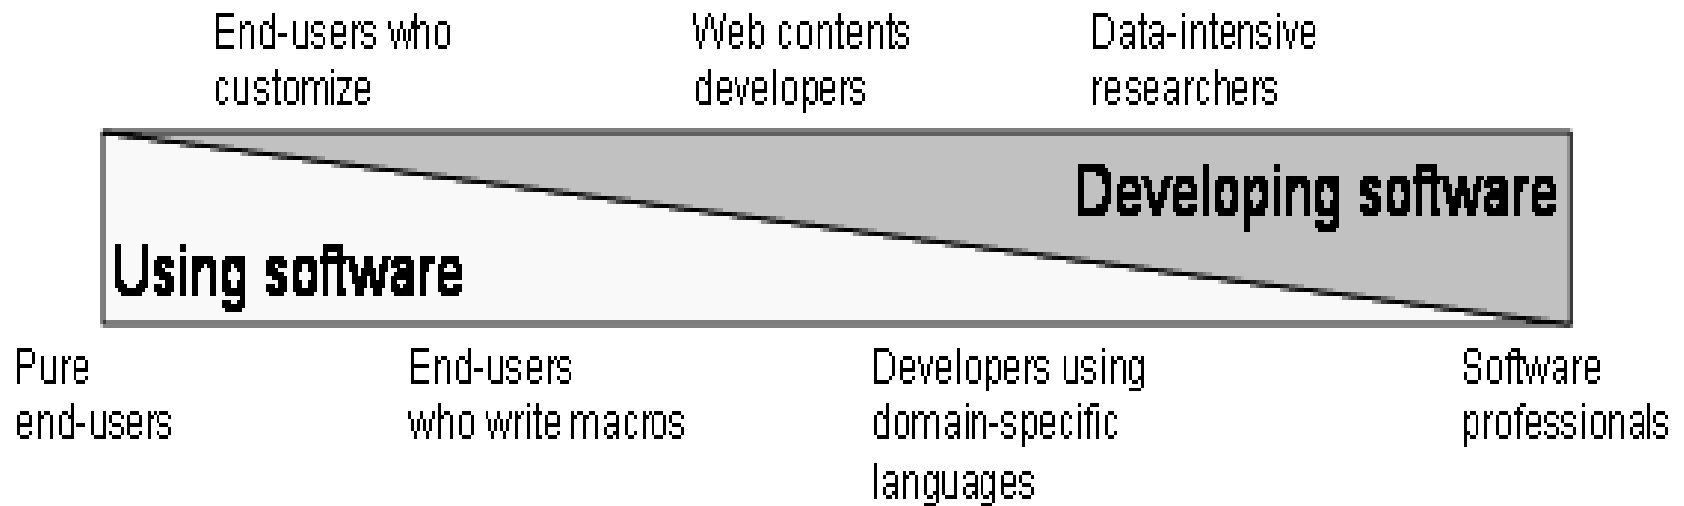 End-users who
customize
Web contents
developers
Data-intensive
researchers
Developing software
Using software
Pure
end-users
End-users
who write macros
Developers using
domain-specific
languages
Software
professionals